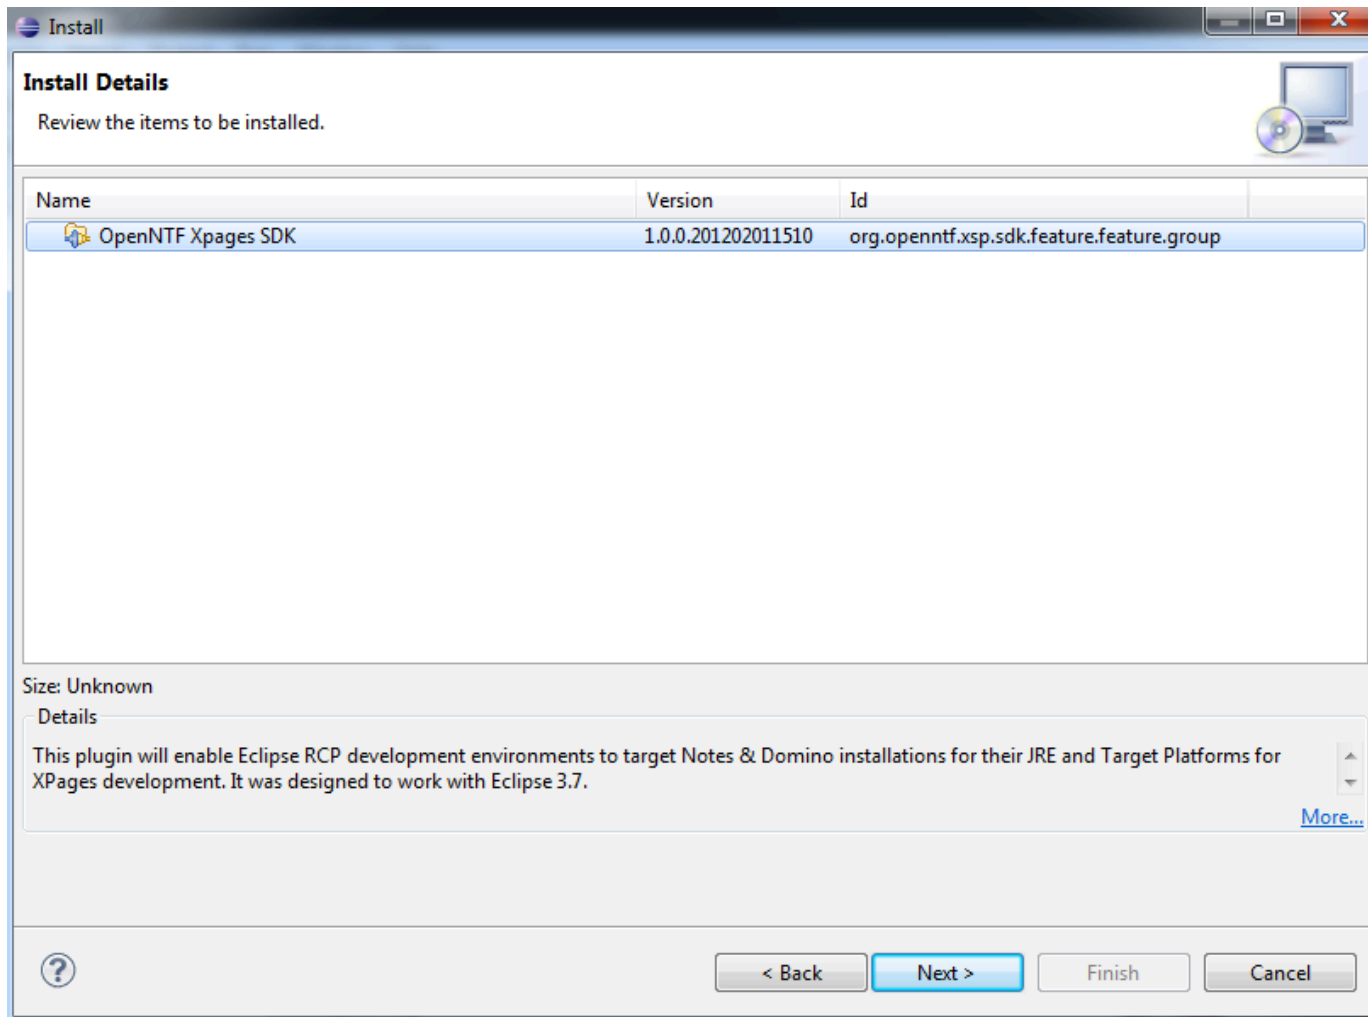 Install
Install Details
Review the items to be installed.
Name Version Id
OpenNTF Xpages SDK 1.0.0.201202011510 org.openntf.xsp.sdk.feature.feature.group
Size: Unknown
Details
This plugin will enable Eclipse RCP development environments to target Notes & Domino installations for their JRE and Target Platforms for
XPages development. It was designed to work with Eclipse 3.7.
More...
? < Back Next > Finish Cancel